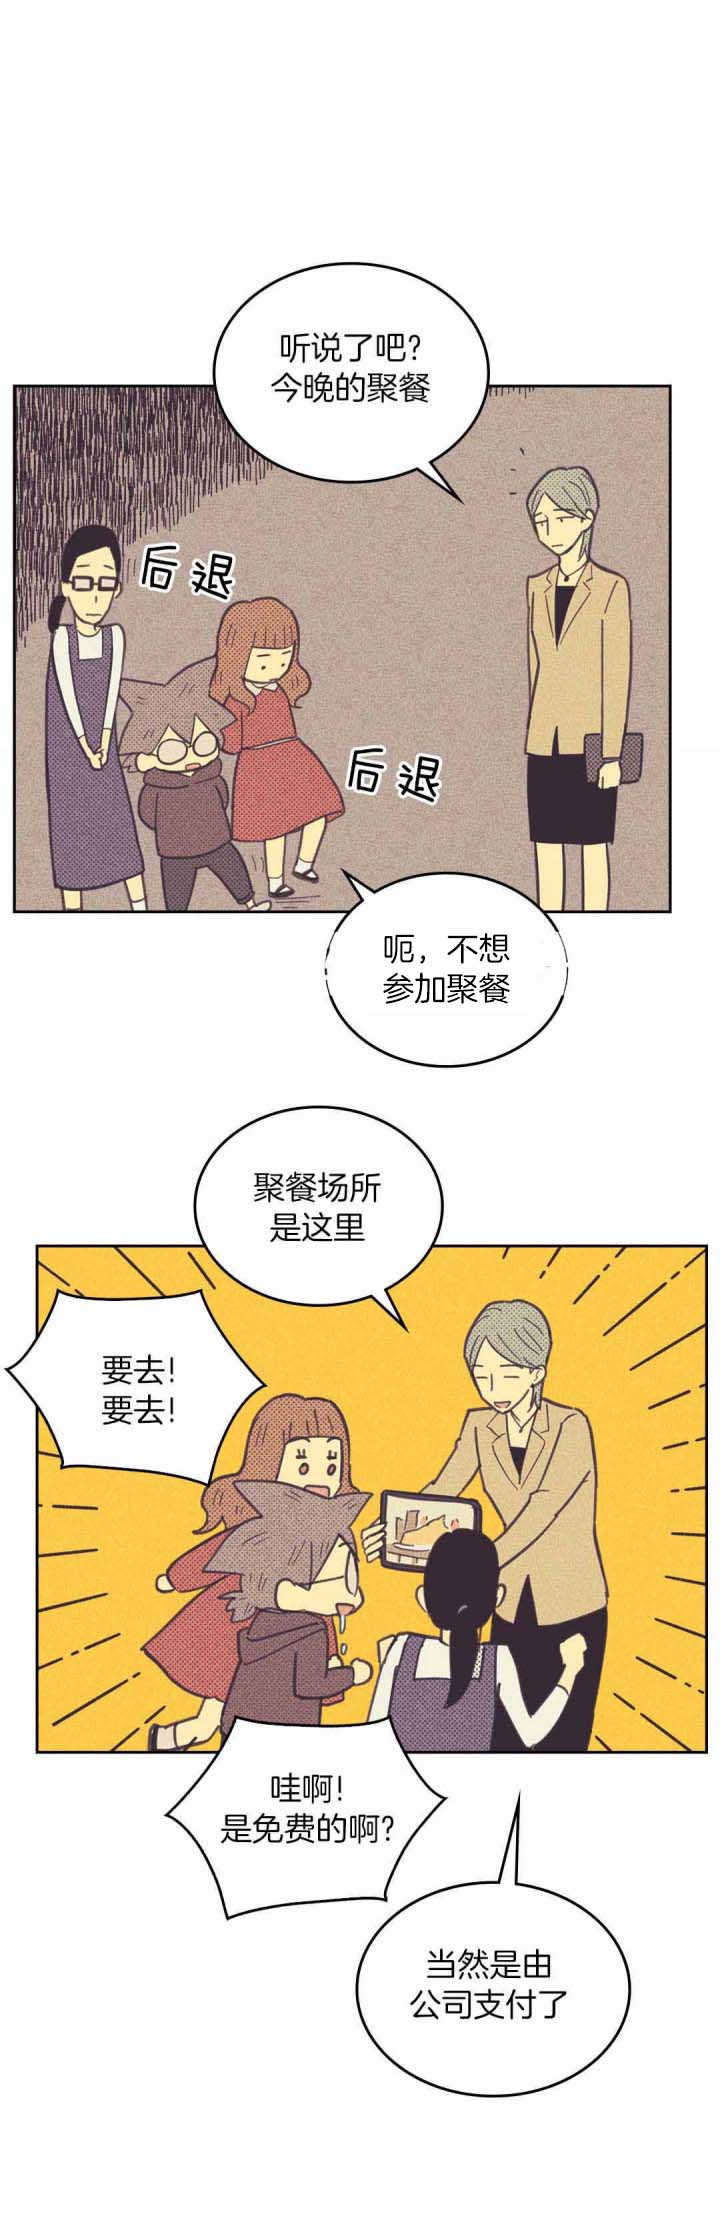 听说了吧?
今晚的聚餐
后退
后退
呃，不想
参加聚餐
聚餐场所
是这里
要去!
要去!
哇啊!
是免费的啊?
当然是由
公司支付了